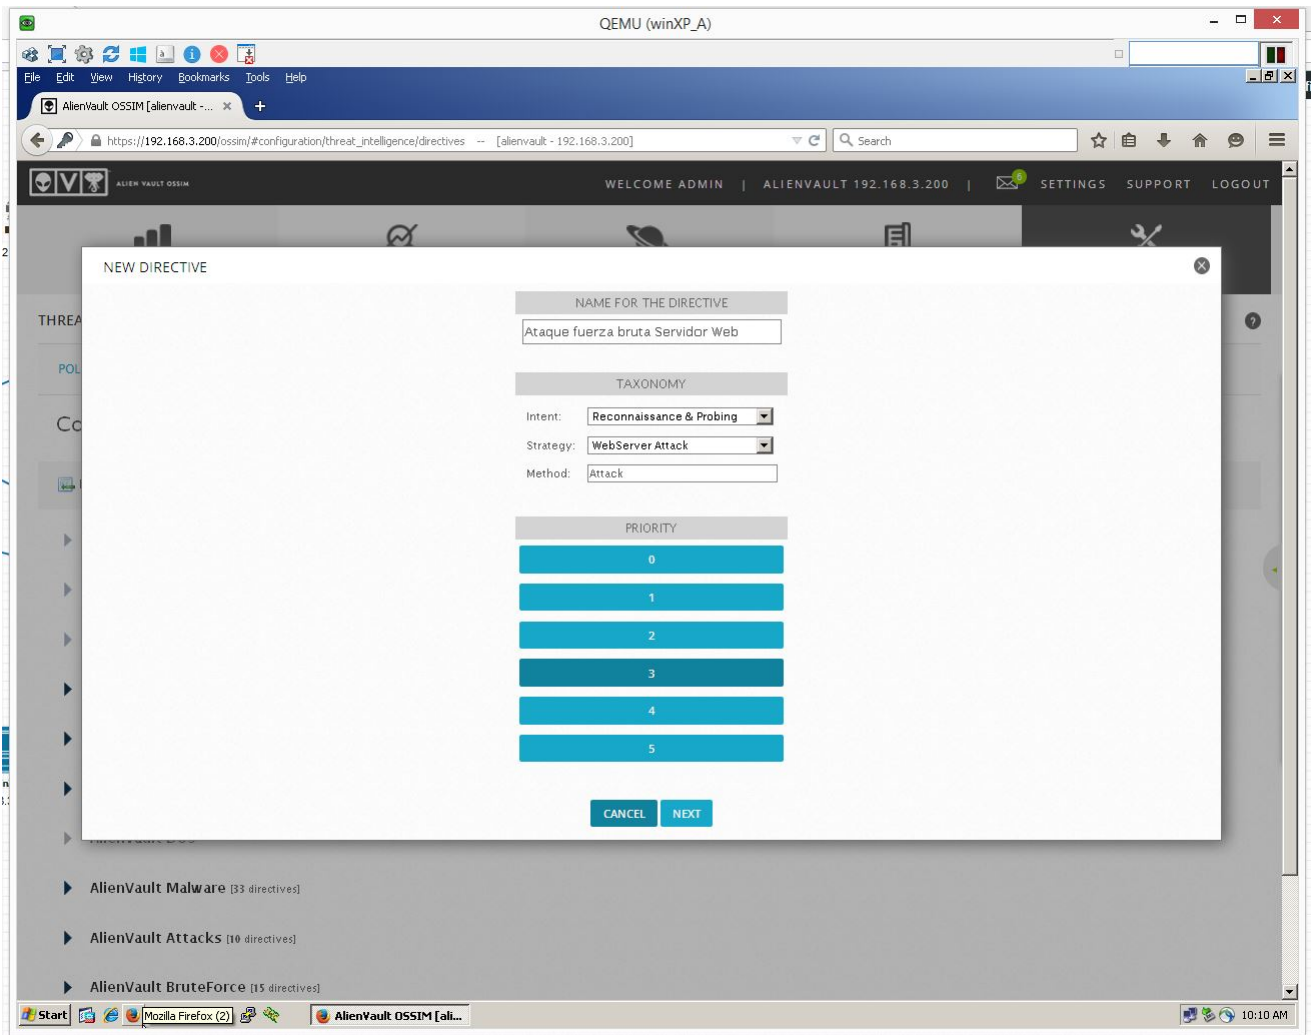 QEMU (winXP_A)
File Edit View History Bookmarks Tools Help
AlienVault OSSIM [alienvault -... × +
https://192.168.3.200/ossim/#configuration/threat_intelligence/directives -- [alienvault - 192.168.3.200] Search
AV ALIEN VAULT OSSIM WELCOME ADMIN | ALIENVAULT 192.168.3.200 | 6 SETTINGS SUPPORT LOGOUT
NEW DIRECTIVE
NAME FOR THE DIRECTIVE
THREA
Ataque fuerza bruta Servidor Web
POL
TAXONOMY
Intent: Reconnaissance & Probing
Co
Strategy: WebServer Attack
Method: Attack
PRIORITY
0
1
2
3
4
5
CANCEL NEXT
AlienVault DOS
AlienVault Malware [33 directives]
AlienVault Attacks [10 directives]
AlienVault BruteForce [15 directives]
Start Mozilla Firefox (2) AlienVault OSSIM [ali... 10:10 AM